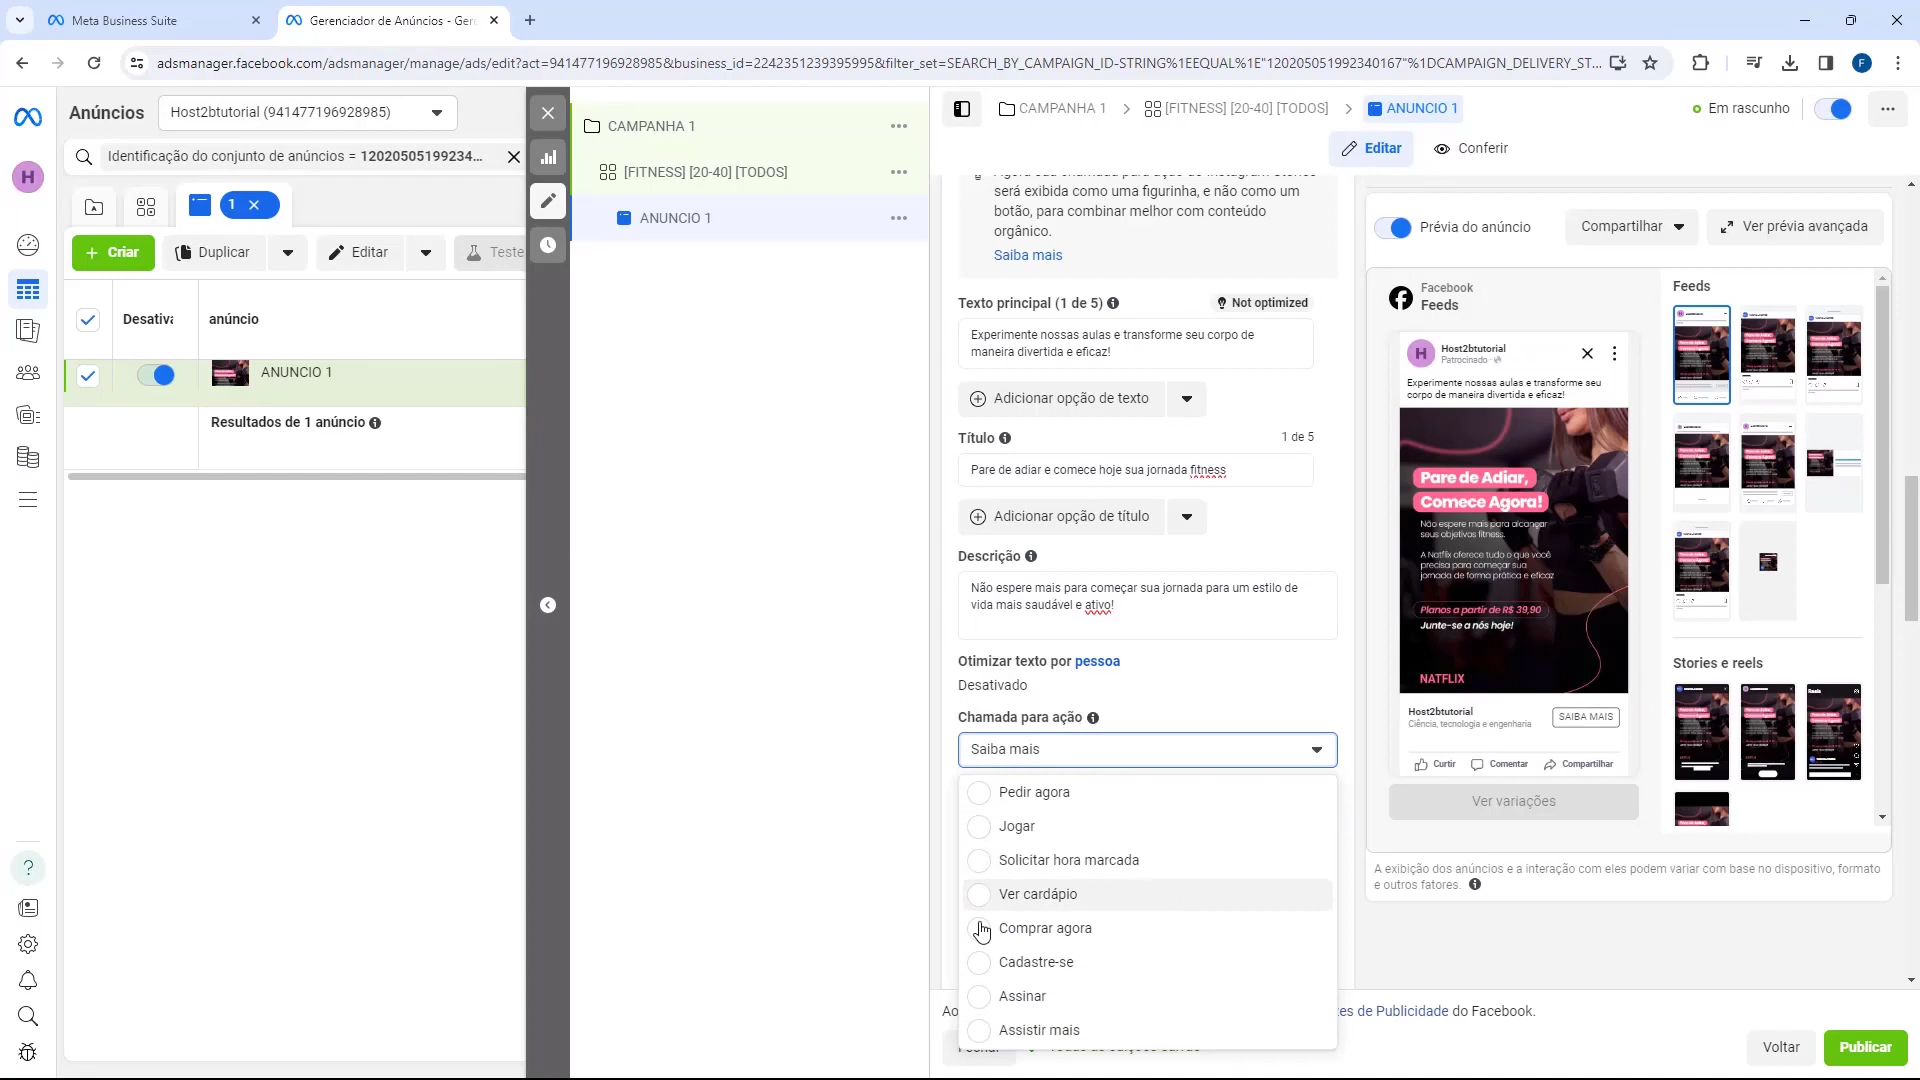 Meta Business Suite
Gerenciador de Anúncios - Gere
adsmanager.facebook.com/adsmanager/manage/ads/edit?act=941477196928985&business_id=2242351239395995&filter_set=SEARCH_BY_CAMPAIGN_ID-STRING%1EEQUAL%1E"120205051992340167"%1DCAMPAIGN_DELIVERY_ST...
F
Anúncios
Host2btutorial (941477196928985)
H
Identificação do conjunto de anúncios = 12020505199234...
1
Criar
Duplicar
Editar
Teste
Desativa
anúncio
ANUNCIO 1
Resultados de 1 anúncio
CAMPANHA 1
[FITNESS] [20-40] [TODOS]
ANUNCIO 1
CAMPANHA 1
[FITNESS] [20-40] [TODOS]
ANUNCIO 1
Em rascunho
Editar
Conferir
será exibida como uma figurinha, e não como um
botão, para combinar melhor com conteúdo
orgânico.
Saiba mais
Texto principal (1 de 5)
Not optimized
Experimente nossas aulas e transforme seu corpo de
maneira divertida e eficaz!
Adicionar opção de texto
Título
1 de 5
Pare de adiar e comece hoje sua jornada fitness
Adicionar opção de título
Descrição
Não espere mais para começar sua jornada para um estilo de
vida mais saudável e ativo!
Otimizar texto por pessoa
Desativado
Chamada para ação
Saiba mais
Pedir agora
Jogar
Solicitar hora marcada
Ver cardápio
Comprar agora
Cadastre-se
Assinar
Assistir mais
Ao
es de Publicidade do Facebook.
Voltar
Publicar
Prévia do anúncio
Compartilhar
Ver prévia avançada
Facebook
Feeds
H
Host2btutorial
Patrocinado
Experimente nossas aulas e transforme seu
corpo de maneira divertida e eficaz!
Pare de Adiar,
Comece Agora!
Não espere mais para alcançar
seus objetivos fitness.
A Natflix oferece tudo o que você
precisa para começar sua
jornada de forma prática e eficaz
Planos a partir de R$ 39,90
Junte-se a nós hoje!
NATFLIX
Host2btutorial
Ciência, tecnologia e engenharia
SAIBA MAIS
Curtir
Comentar
Compartilhar
Ver variações
Feeds
Stories e reels
A exibição dos anúncios e a interação com eles podem variar com base no dispositivo, formato
e outros fatores.